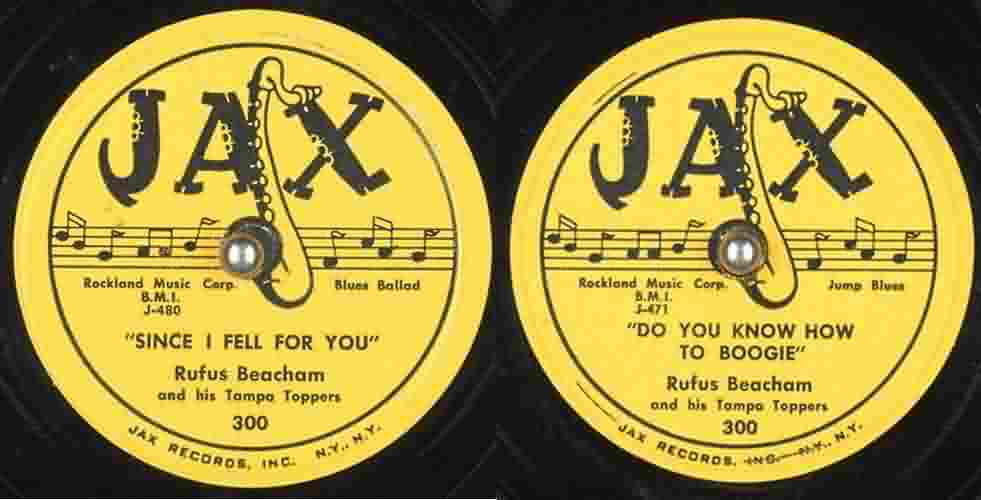 JAX
Rockland Music Corp. Blues Ballad
B.M.I.
J-480
"SINCE I FELL FOR YOU"
Rufus Beacham
and his Tampa Toppers
300
JAX RECORDS, INC. N.Y., N.Y.
JAX
Rockland Music Corp. Jump Blues
B.M.I.
J-471
"DO YOU KNOW HOW
TO BOOGIE"
Rufus Beacham
and his Tampa Toppers
300
JAX RECORDS, INC. N.Y., N.Y.